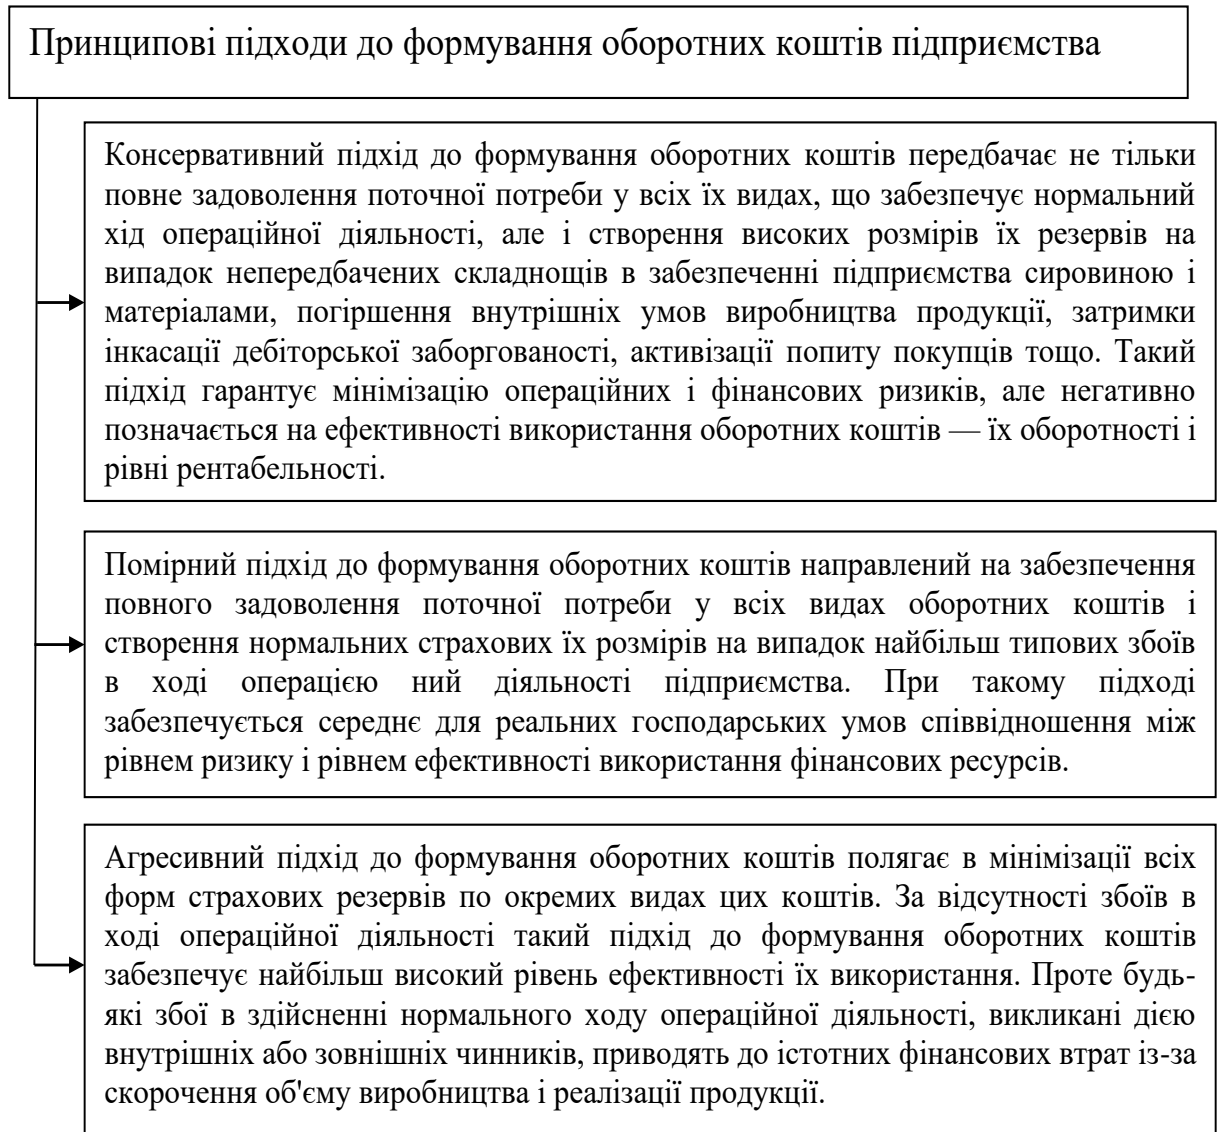 Принципові підходи до формування оборотних коштів підприємства
Консервативний підхід до формування оборотних коштів передбачає не тільки
повне задоволення поточної потреби у всіх їх видах, що забезпечує нормальний
хід операційної діяльності, але і створення високих розмірів їх резервів на
випадок непередбачених складнощів в забезпеченні підприємства сировиною і
матеріалами, погіршення внутрішніх умов виробництва продукції, затримки
інкасації дебіторської заборгованості, активізації попиту покупців тощо. Такий
підхід гарантує мінімізацію операційних і фінансових ризиків, але негативно
позначається на ефективності використання оборотних коштів — їх оборотності і
рівні рентабельності.
Помірний підхід до формування оборотних коштів направлений на забезпечення
повного задоволення поточної потреби у всіх видах оборотних коштів і
створення нормальних страхових їх розмірів на випадок найбільш типових збоїв
в ході операцією ний діяльності підприємства. При такому підході
забезпечується середнє для реальних господарських умов співвідношення між
рівнем ризику і рівнем ефективності використання фінансових ресурсів.
Агресивний підхід до формування оборотних коштів полягає в мінімізації всіх
форм страхових резервів по окремих видах цих коштів. За відсутності збоїв в
ході операційної діяльності такий підхід до формування оборотних коштів
забезпечує найбільш високий рівень ефективності їх використання. Проте будь-
які збої в здійсненні нормального ходу операційної діяльності, викликані дією
внутрішніх або зовнішніх чинників, приводять до істотних фінансових втрат із-за
скорочення об'єму виробництва і реалізації продукції.